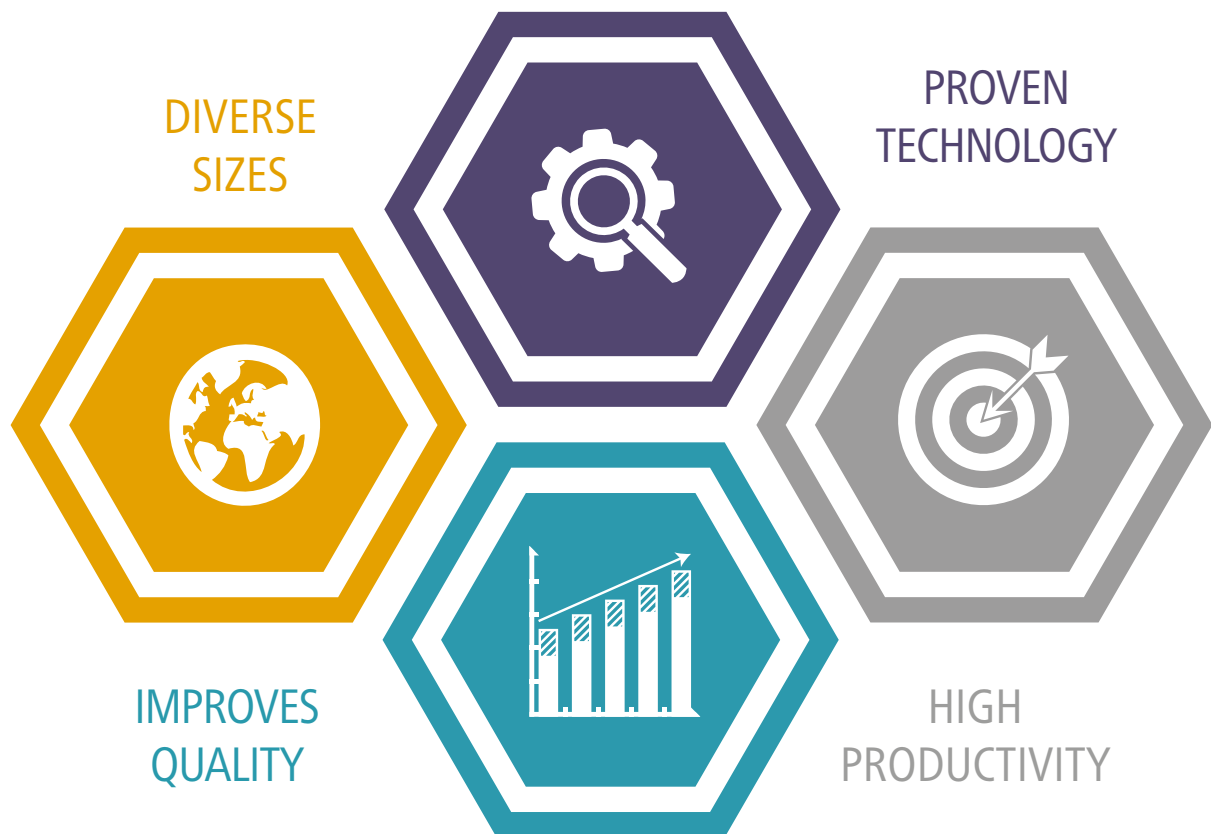 DIVERSE
SIZES
PROVEN
TECHNOLOGY
IMPROVES
QUALITY
HIGH
PRODUCTIVITY